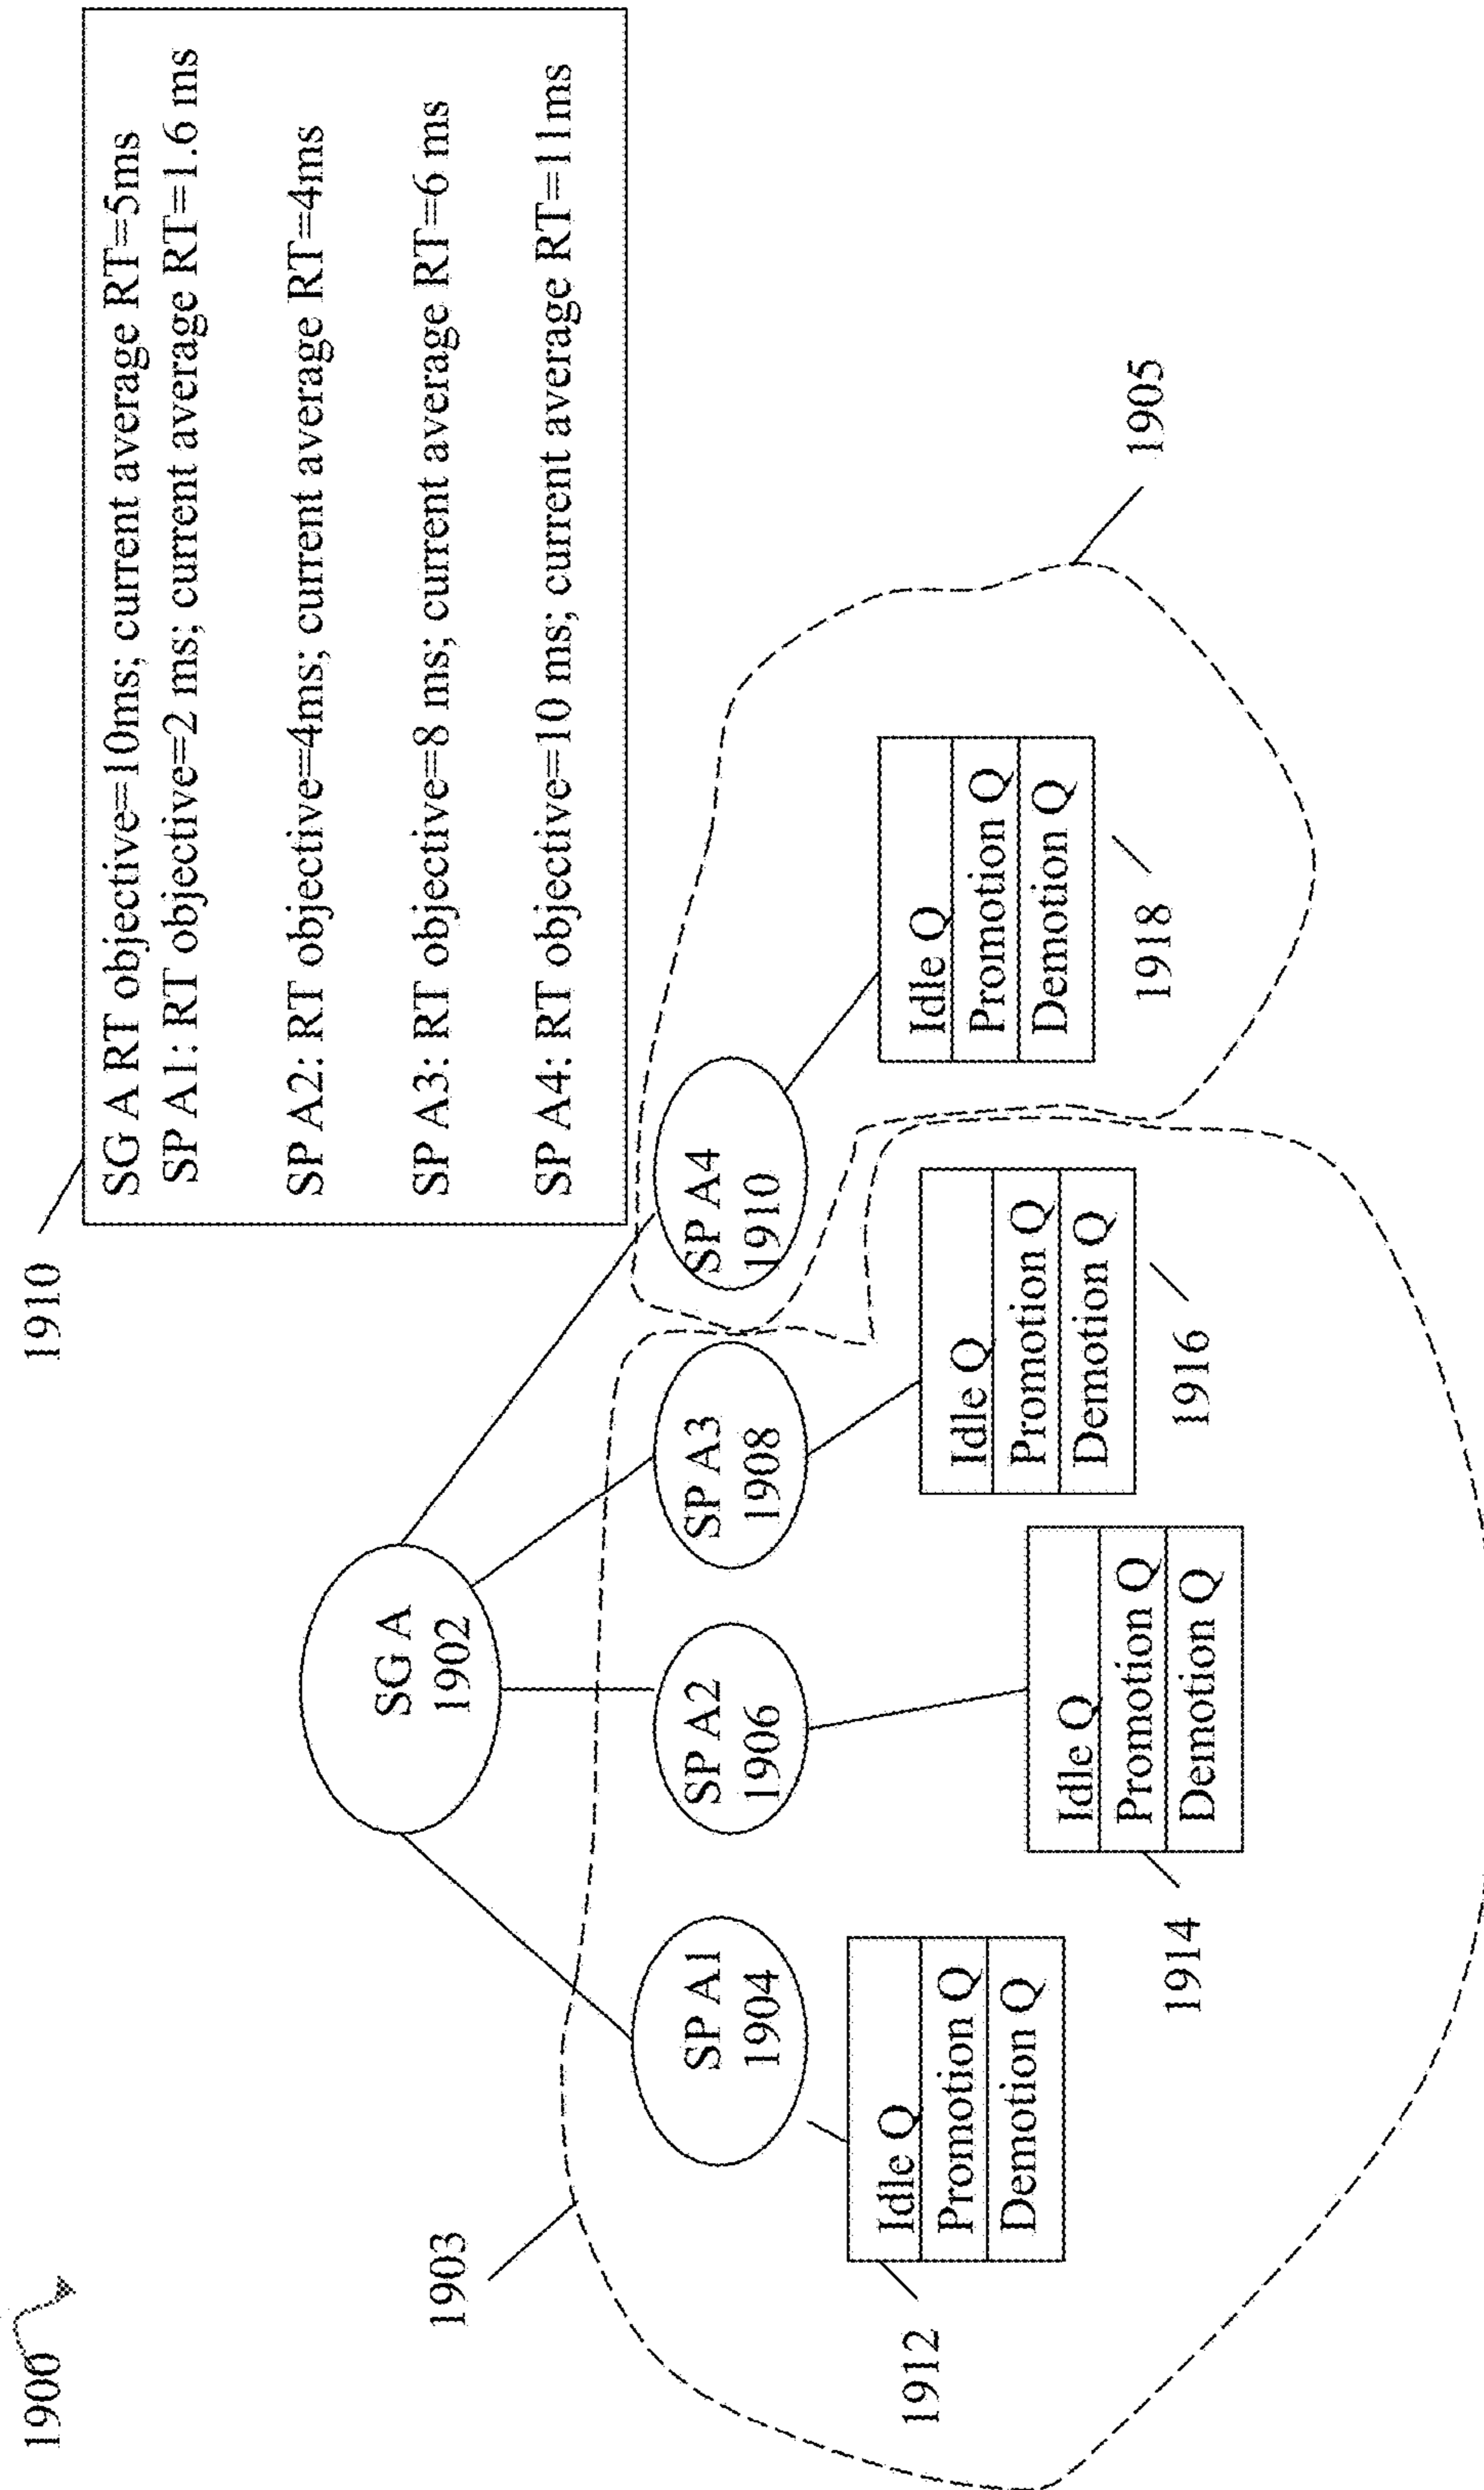 1900
1910
SG A RT objective=10ms; current average RT=5ms
SP A1: RT objective=2 ms; current average RT=1.6 ms
SP A2: RT objective=4ms; current average RT=4ms
SP A3: RT objective=8 ms; current average RT=6 ms
SP A4: RT objective=10 ms; current average RT=11ms
SG A
1902
1903
1905
SP A1
1904
SP A2
1906
SP A3
1908
SP A4
1910
Idle Q
Promotion Q
Demotion Q
1912
Idle Q
Promotion Q
Demotion Q
1914
Idle Q
Promotion Q
Demotion Q
1916
Idle Q
Promotion Q
Demotion Q
1918